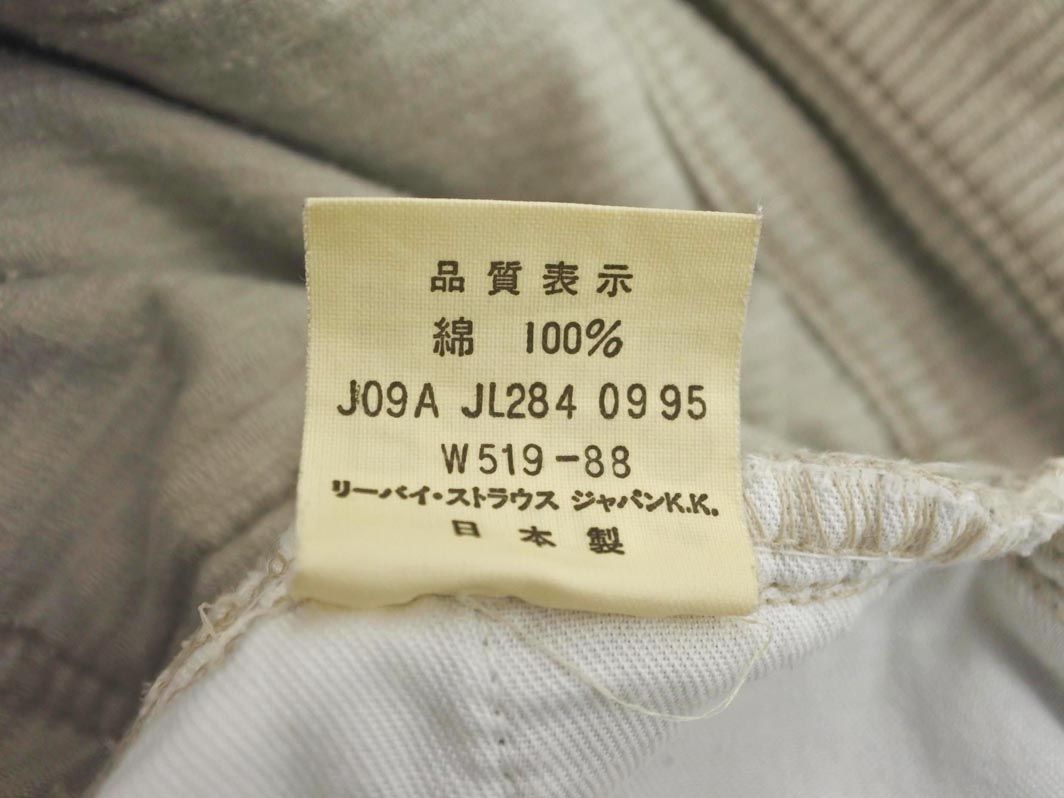 品質表示
綿 100%
J09A JL284 0995
W519-88
リーバイ・ストラウス ジャパンK.K.
日本製